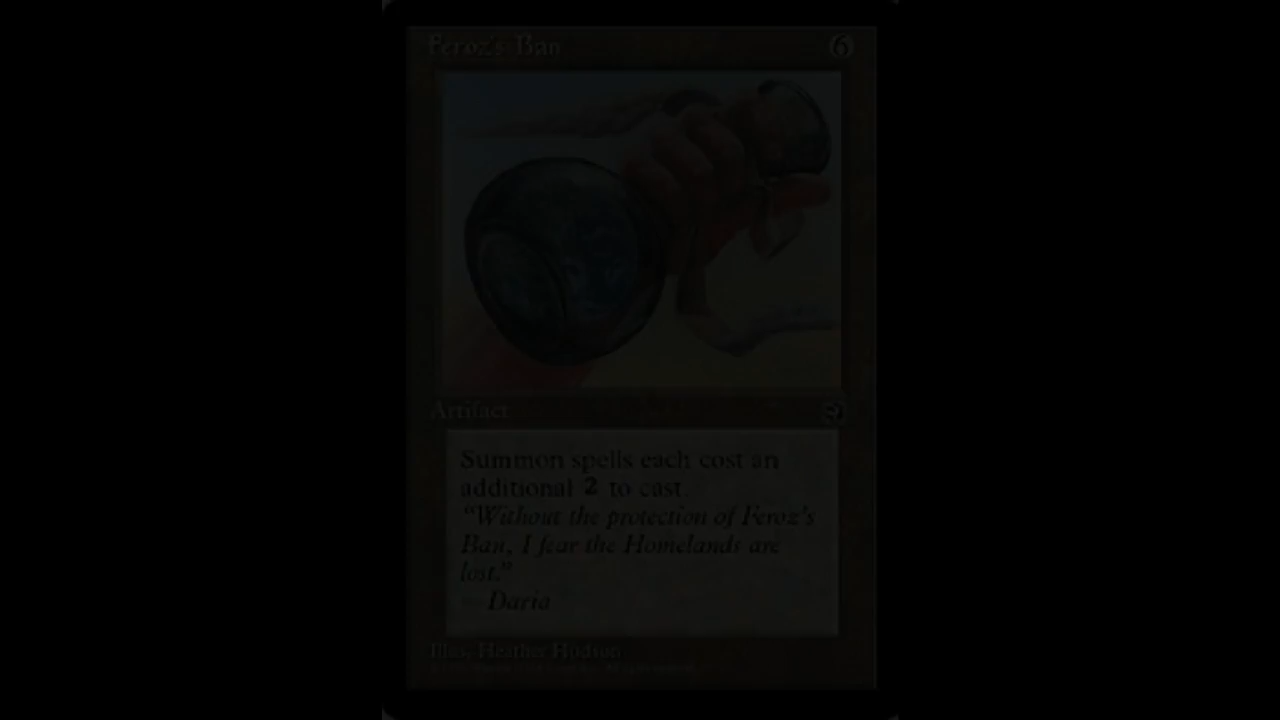 Feroz's Ban 6
Artifact
Summon spells each cost an
additional 2 to cast.
"Without the protection of Feroz's
Ban, I fear the Homelands are
lost."
— Daria
Illus. Heather Hudson